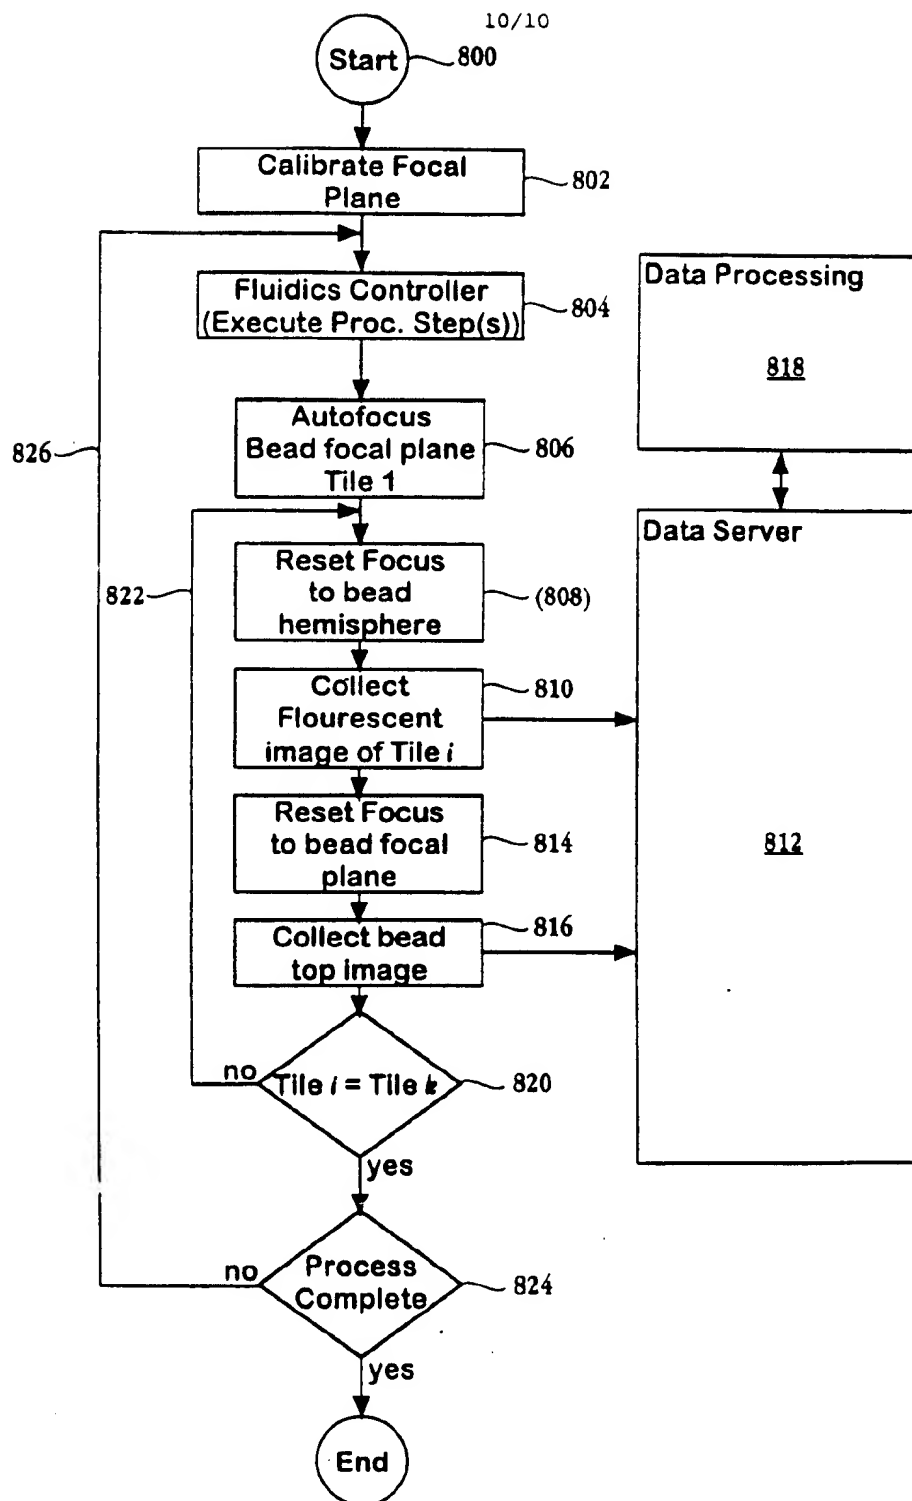 10/10
Start
800
Calibrate Focal
Plane
802
Fluidics Controller
(Execute Proc. Step(s))
804
Data Processing
818
Autofocus
Bead focal plane
Tile 1
806
826
Data Server
812
Reset Focus
to bead
hemisphere
(808)
822
Collect
Flourescent
image of Tile i
810
Reset Focus
to bead focal
plane
814
Collect bead
top image
816
no
Tile i = Tile k
820
yes
no
Process
Complete
824
yes
End